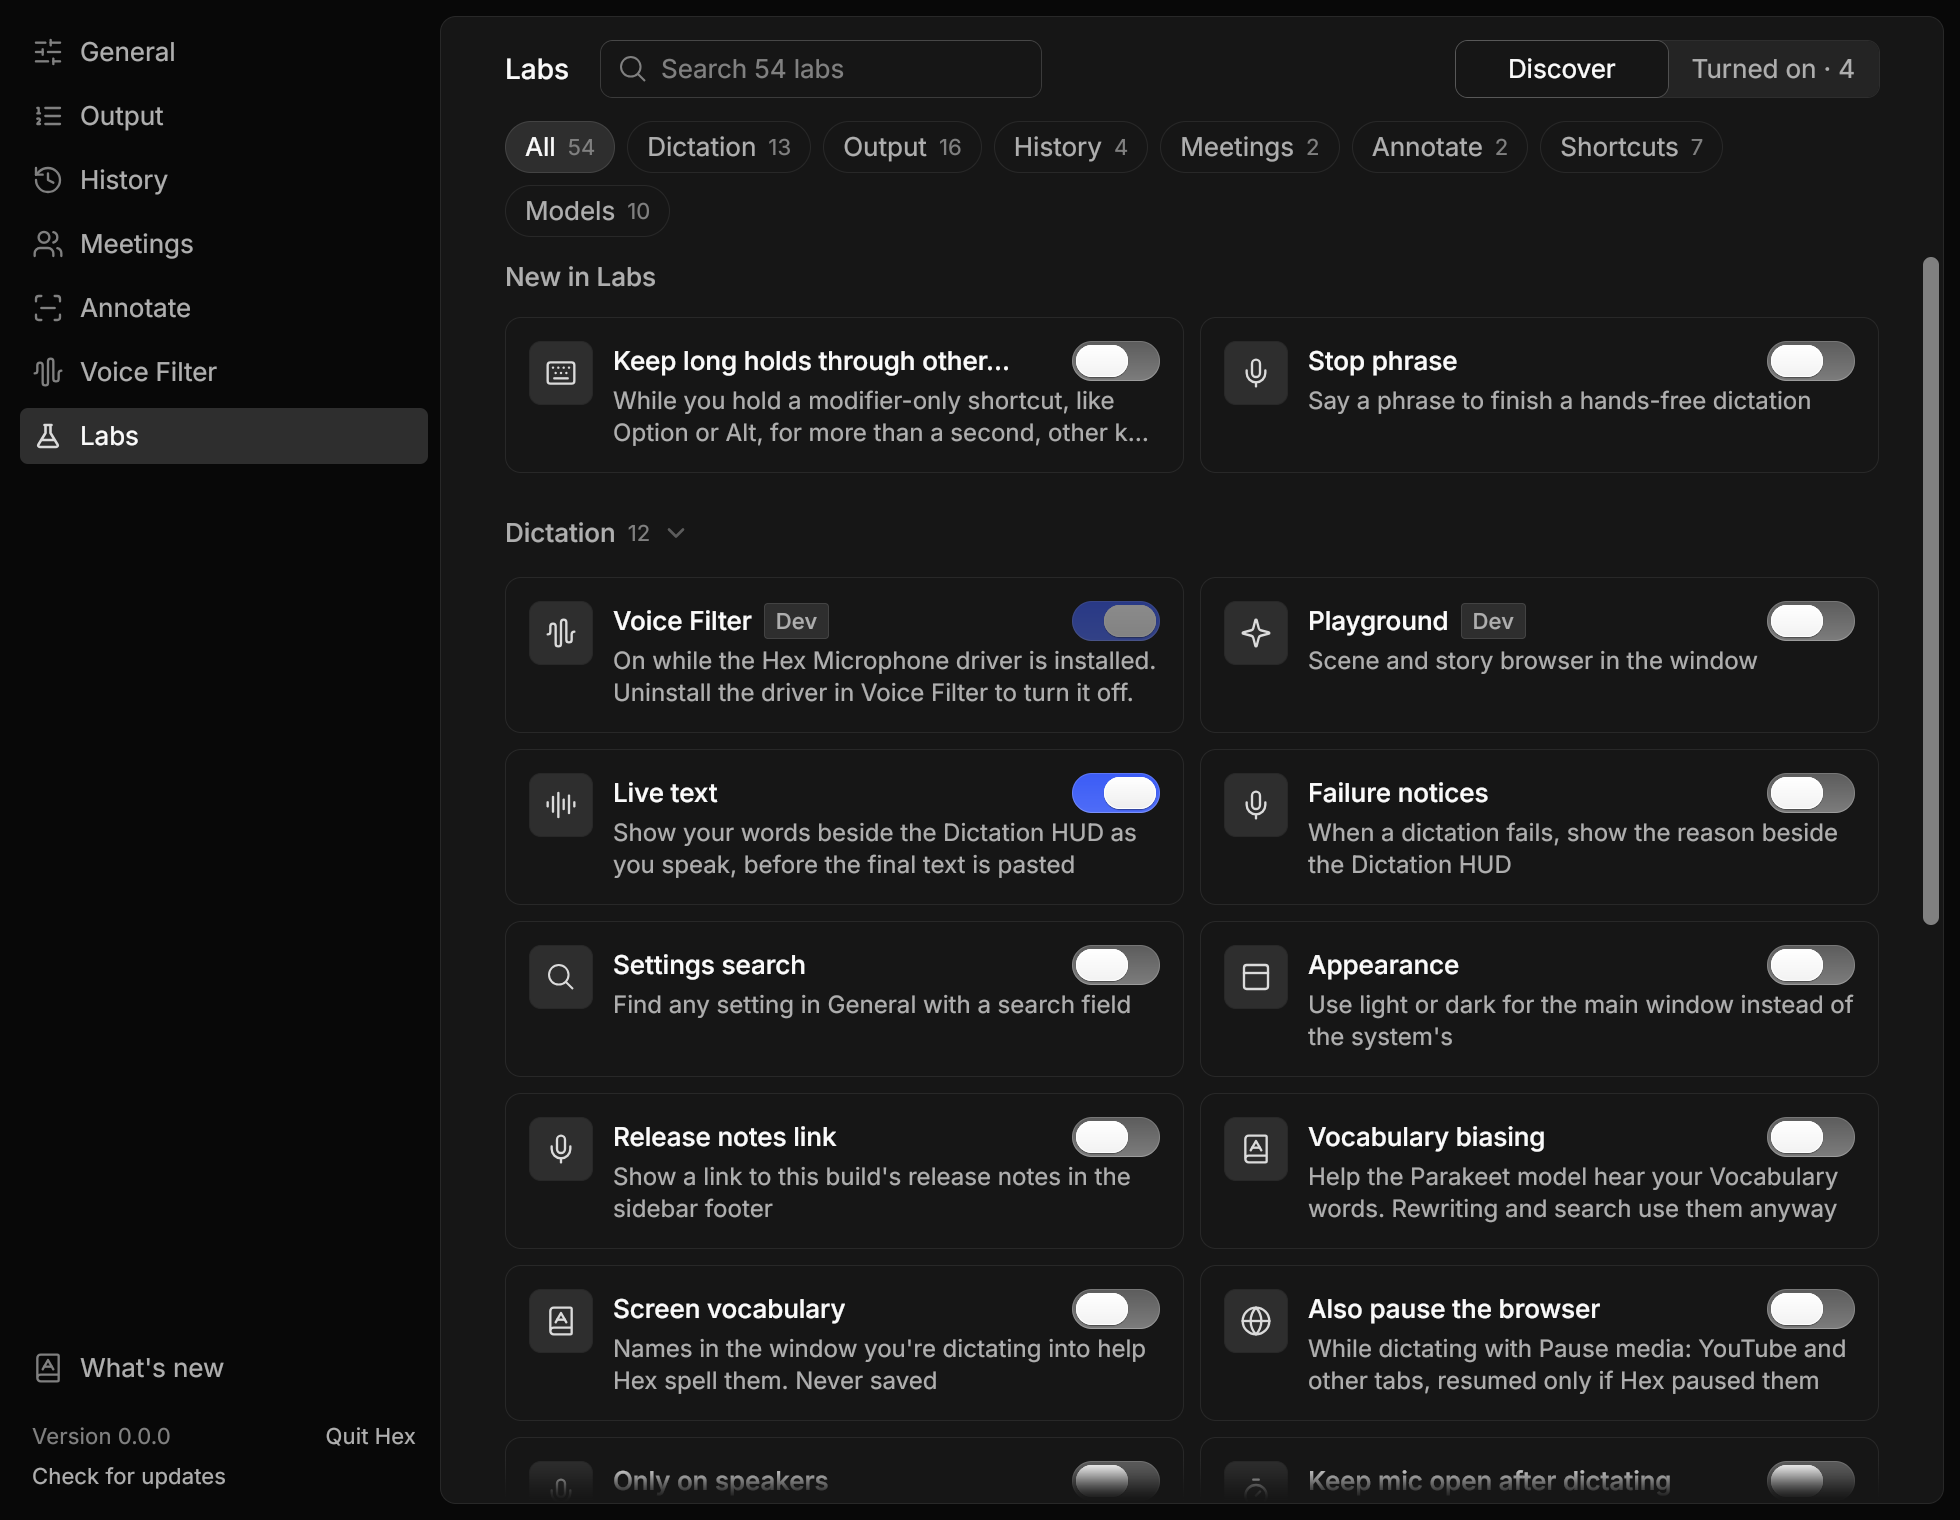 General
Output
History
Meetings
Annotate
Voice Filter
Labs
What's new
Version 0.0.0
Quit Hex
Check for updates
Labs
Search 54 labs
Discover
Turned on · 4
All 54
Dictation 13
Output 16
History 4
Meetings 2
Annotate 2
Shortcuts 7
Models 10
New in Labs
Keep long holds through other...
While you hold a modifier-only shortcut, like
Option or Alt, for more than a second, other k...
Stop phrase
Say a phrase to finish a hands-free dictation
Dictation 12
Voice Filter Dev
On while the Hex Microphone driver is installed.
Uninstall the driver in Voice Filter to turn it off.
Playground Dev
Scene and story browser in the window
Live text
Show your words beside the Dictation HUD as
you speak, before the final text is pasted
Failure notices
When a dictation fails, show the reason beside
the Dictation HUD
Settings search
Find any setting in General with a search field
Appearance
Use light or dark for the main window instead of
the system's
Release notes link
Show a link to this build's release notes in the
sidebar footer
Vocabulary biasing
Help the Parakeet model hear your Vocabulary
words. Rewriting and search use them anyway
Screen vocabulary
Names in the window you're dictating into help
Hex spell them. Never saved
Also pause the browser
While dictating with Pause media: YouTube and
other tabs, resumed only if Hex paused them
Only on speakers
Keep mic open after dictating